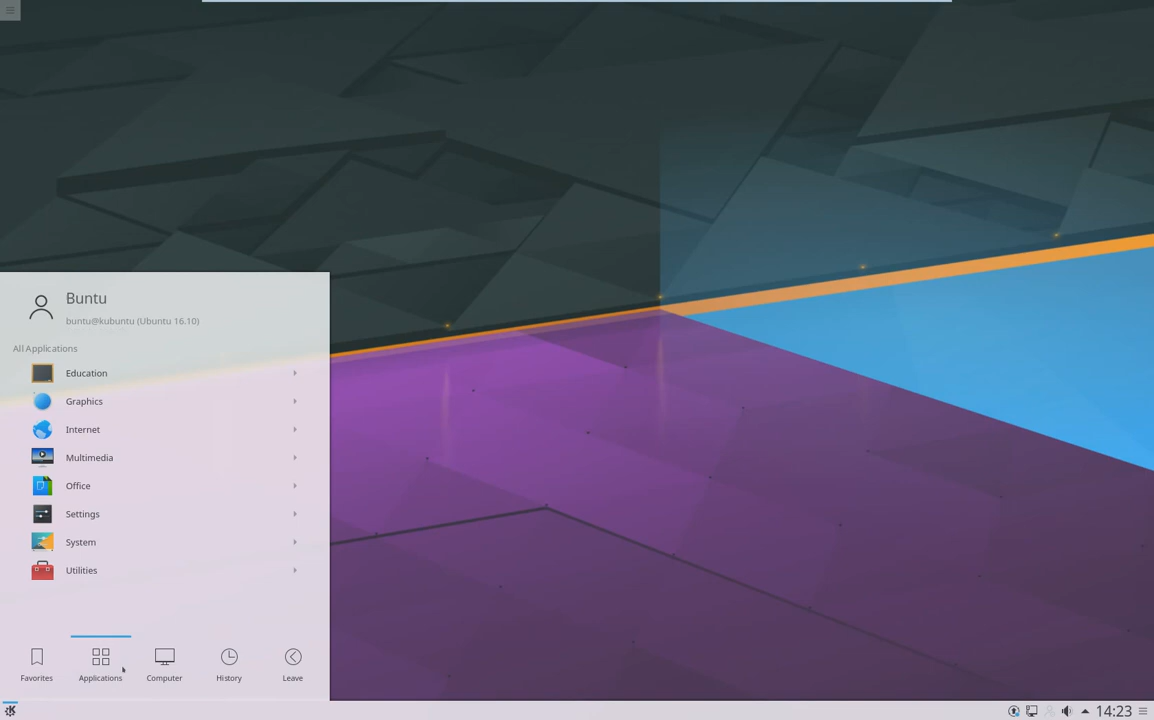 Buntu
buntu@kubuntu (Ubuntu 16.10)
All Applications
Education
Graphics
Internet
Multimedia
Office
Settings
System
Utilities
Favorites
Applications
Computer
History
Leave
14:23